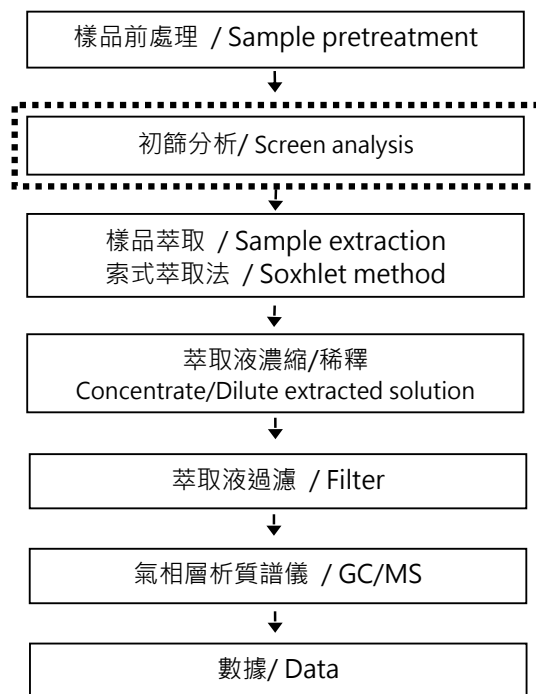 樣品前處理 / Sample pretreatment
初篩分析/ Screen analysis
樣品萃取 / Sample extraction
索式萃取法 / Soxhlet method
萃取液濃縮/稀釋
Concentrate/Dilute extracted solution
萃取液過濾 / Filter
氣相層析質譜儀 / GC/MS
數據/ Data